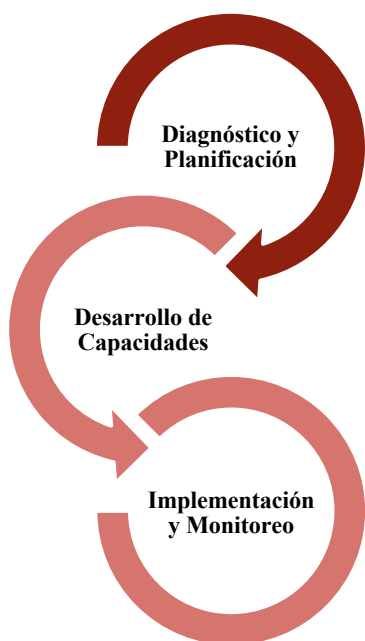 Diagnóstico y
Planificación
Desarrollo de
Capacidades
Implementación
y Monitoreo